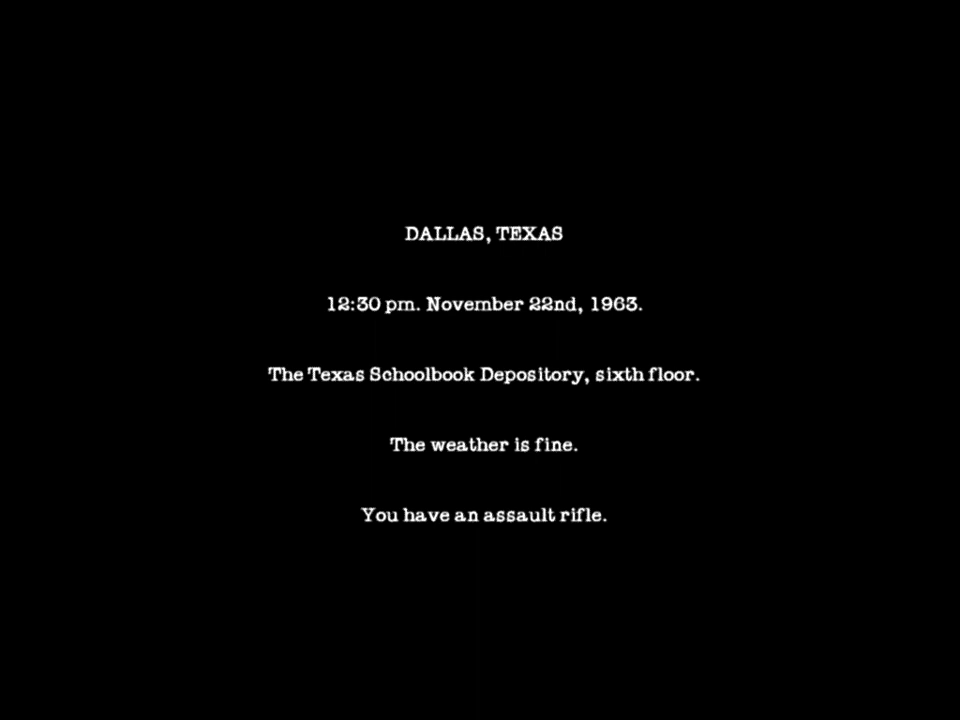 DALLAS, TEXAS
12:30 pm. November 22nd, 1963.
The Texas Schoolbook Depository, sixth floor.
The weather is fine.
You have an assault rifle.